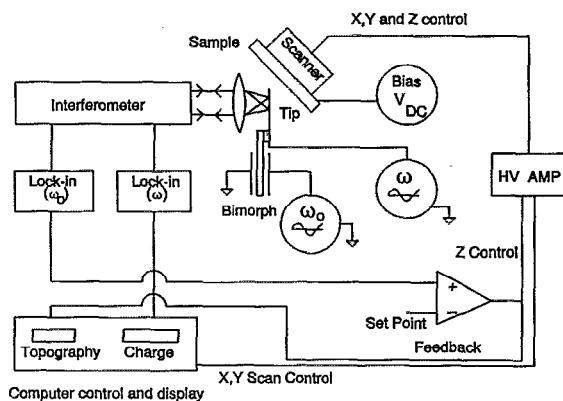 X,Y and Z control
Sample
Scanner
Interferometer
Tip
Bias
V DC
Lock-in
(ω₀)
Lock-in
(ω)
Bimorph
ω₀
ω
HV AMP
Z Control
+
−
Set Point
Feedback
Topography
Charge
X,Y Scan Control
Computer control and display